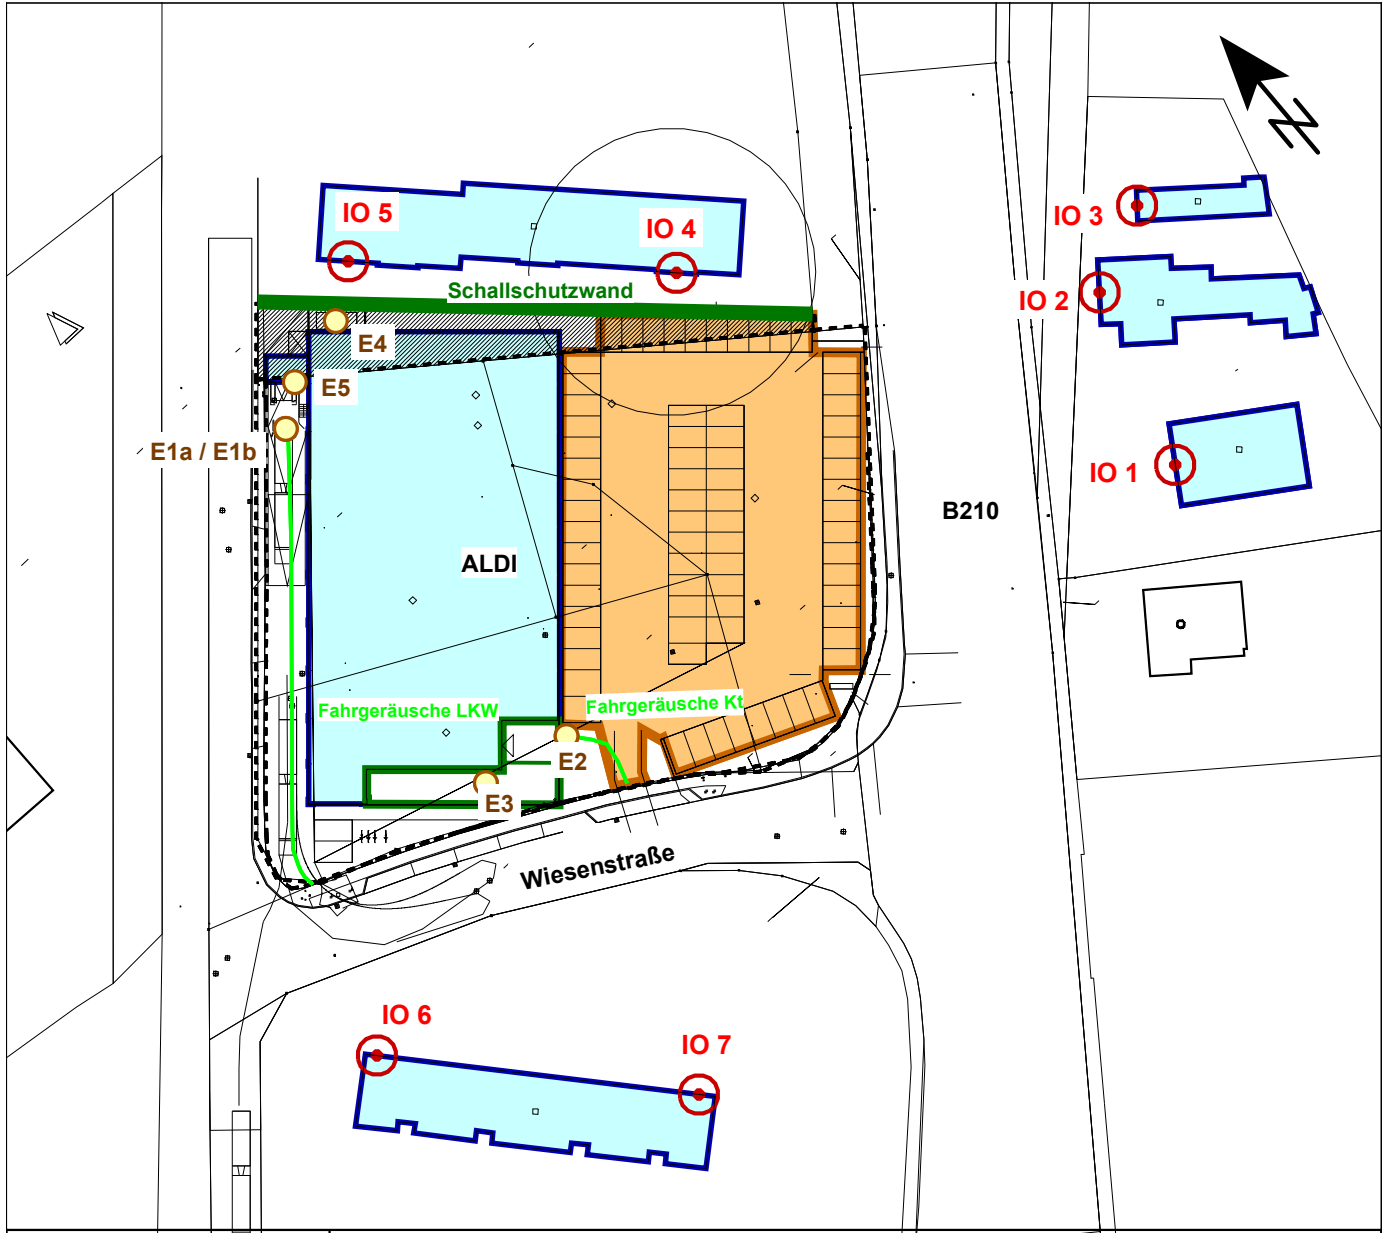 IO 5
IO 4
IO 3
IO 2
Schallschutzwand
E4
E5
E1a / E1b
IO 1
B210
ALDI
Fahrgeräusche LKW
Fahrgeräusche Kt
E2
E3
Wiesenstraße
IO 6
IO 7